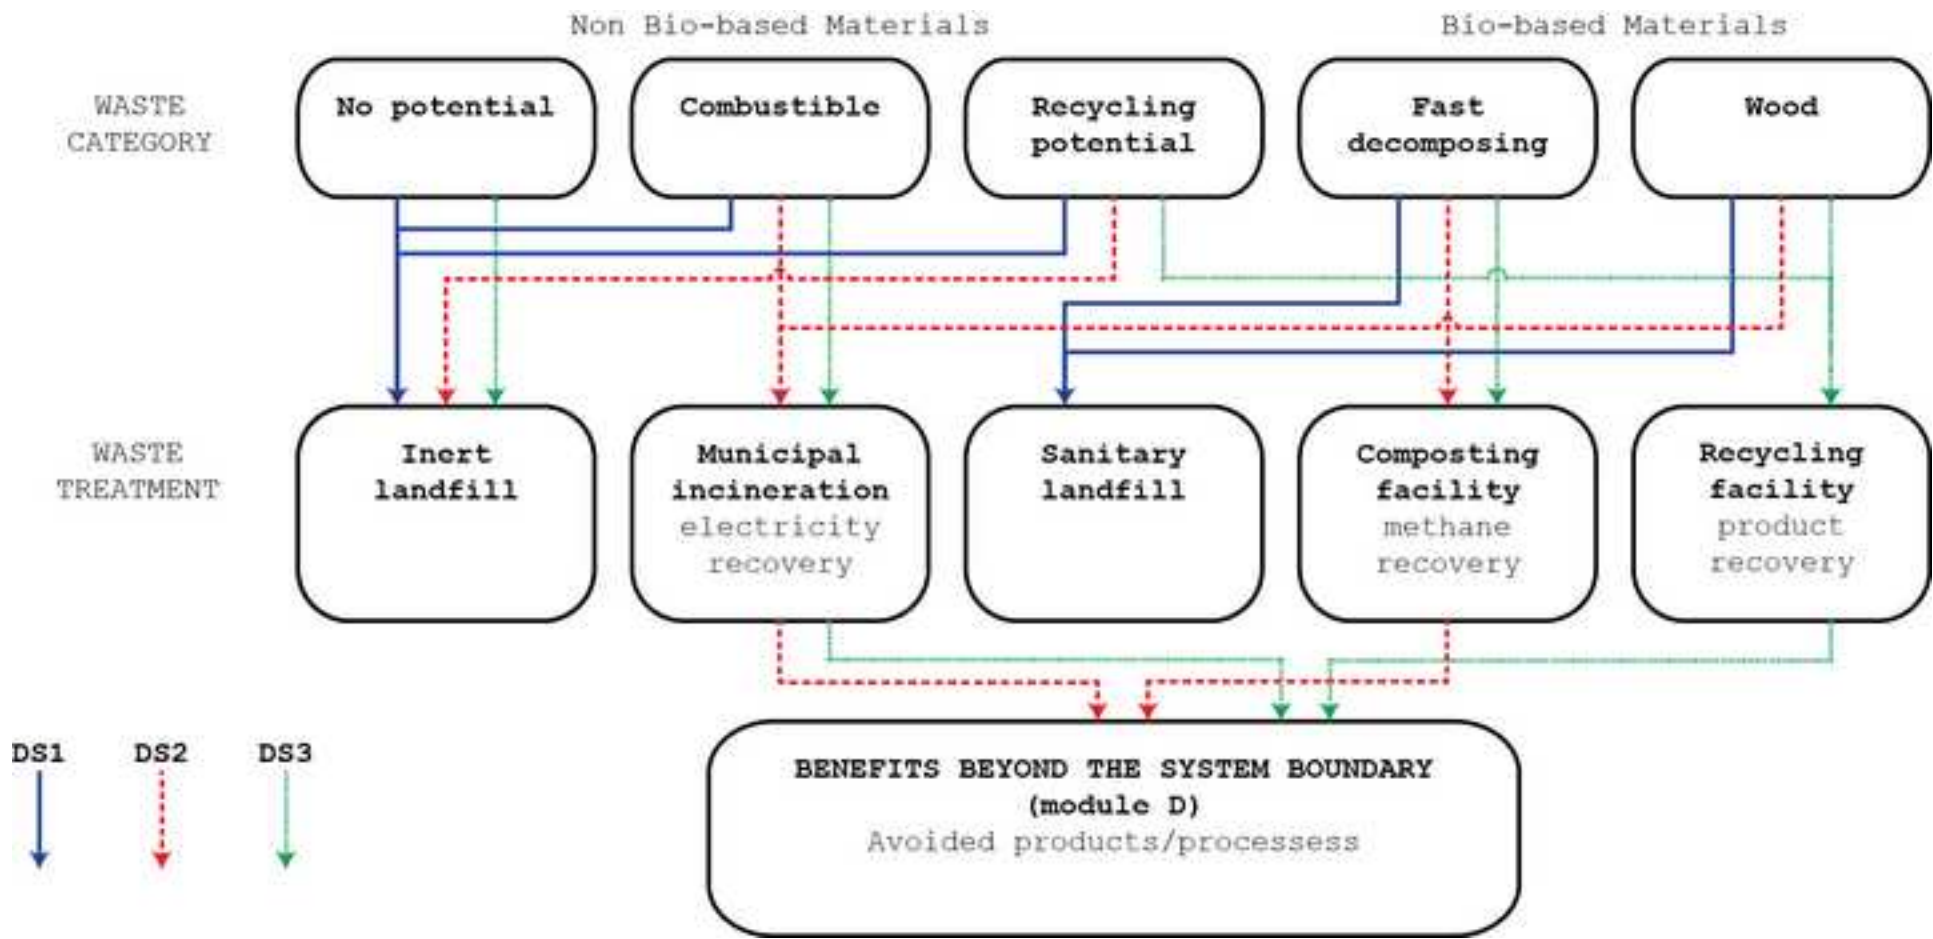 Non Bio-based Materials
Bio-based Materials
WASTE
CATEGORY
No potential
Combustible
Recycling
potential
Fast
decomposing
Wood
WASTE
TREATMENT
Inert
landfill
Municipal
incineration
electricity
recovery
Sanitary
landfill
Composting
facility
methane
recovery
Recycling
facility
product
recovery
DS1
DS2
DS3
BENEFITS BEYOND THE SYSTEM BOUNDARY
(module D)
Avoided products/processess